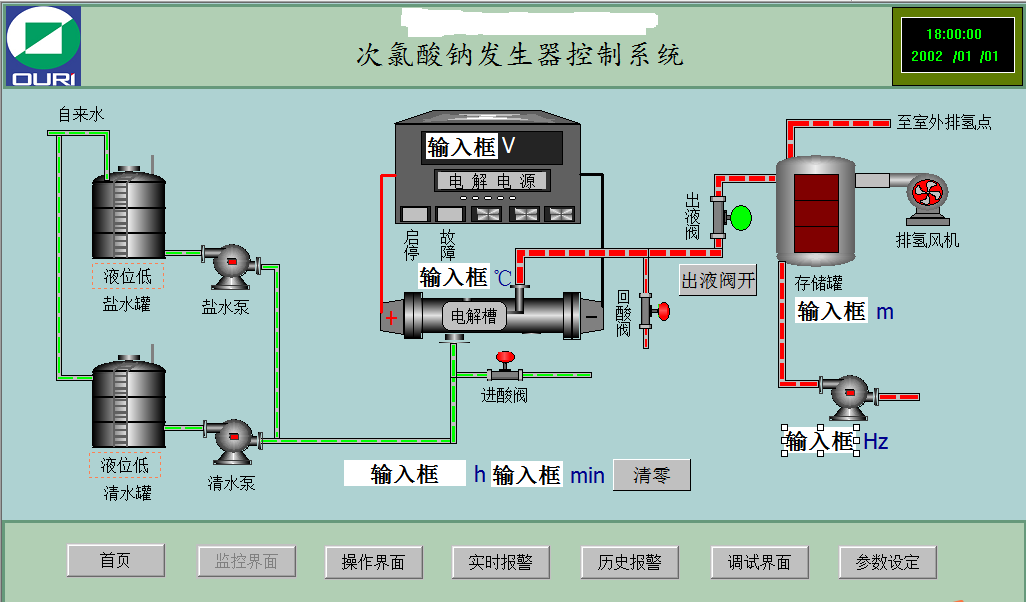 OURI
次氯酸钠发生器控制系统
18:00:00
2002 /01 /01
自来水
液位低
盐水罐
盐水泵
液位低
清水罐
清水泵
输入框 V
电解电源
启停
故障
输入框 ℃
+
电解槽
−
进酸阀
回酸阀
出液阀
出液阀开
至室外排氢点
排氢风机
存储罐
输入框 m
输入框 Hz
输入框 h 输入框 min 清零
首页 监控界面 操作界面 实时报警 历史报警 调试界面 参数设定